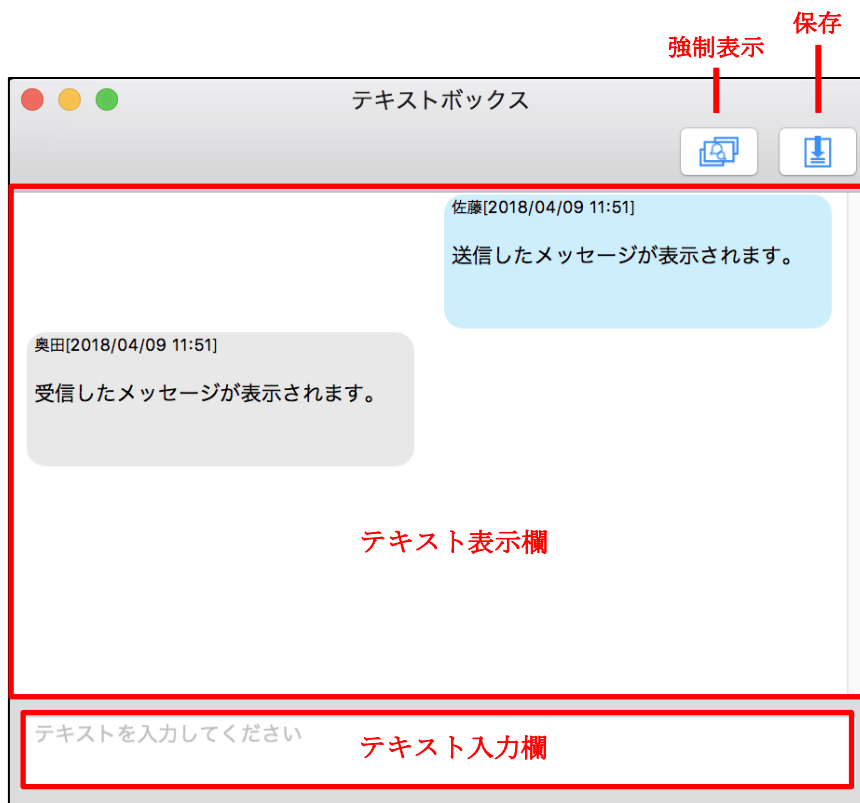 保存
強制表示
テキストボックス
佐藤[2018/04/09 11:51]
送信したメッセージが表示されます。
奥田[2018/04/09 11:51]
受信したメッセージが表示されます。
テキスト表示欄
テキストを入力してください
テキスト入力欄